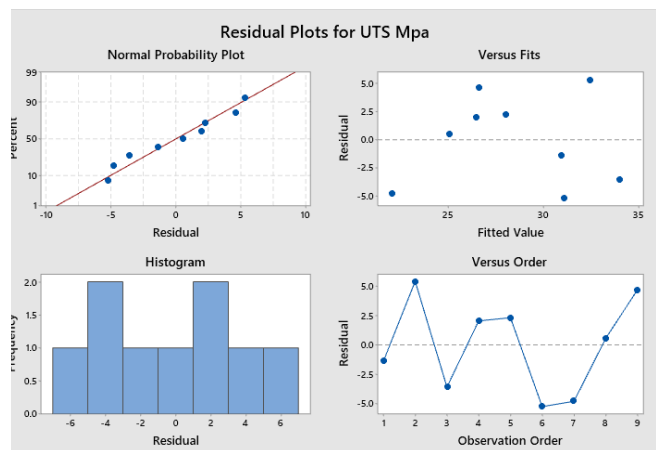 Residual Plots for UTS Mpa
Normal Probability Plot
99
90
50
10
1
Percent
-10 -5 0 5 10
Residual
Versus Fits
5.0
2.5
0.0
-2.5
-5.0
Residual
25 30 35
Fitted Value
Histogram
2.0
1.5
1.0
0.5
0.0
Frequency
-6 -4 -2 0 2 4 6
Residual
Versus Order
5.0
2.5
0.0
-2.5
-5.0
Residual
1 2 3 4 5 6 7 8 9
Observation Order